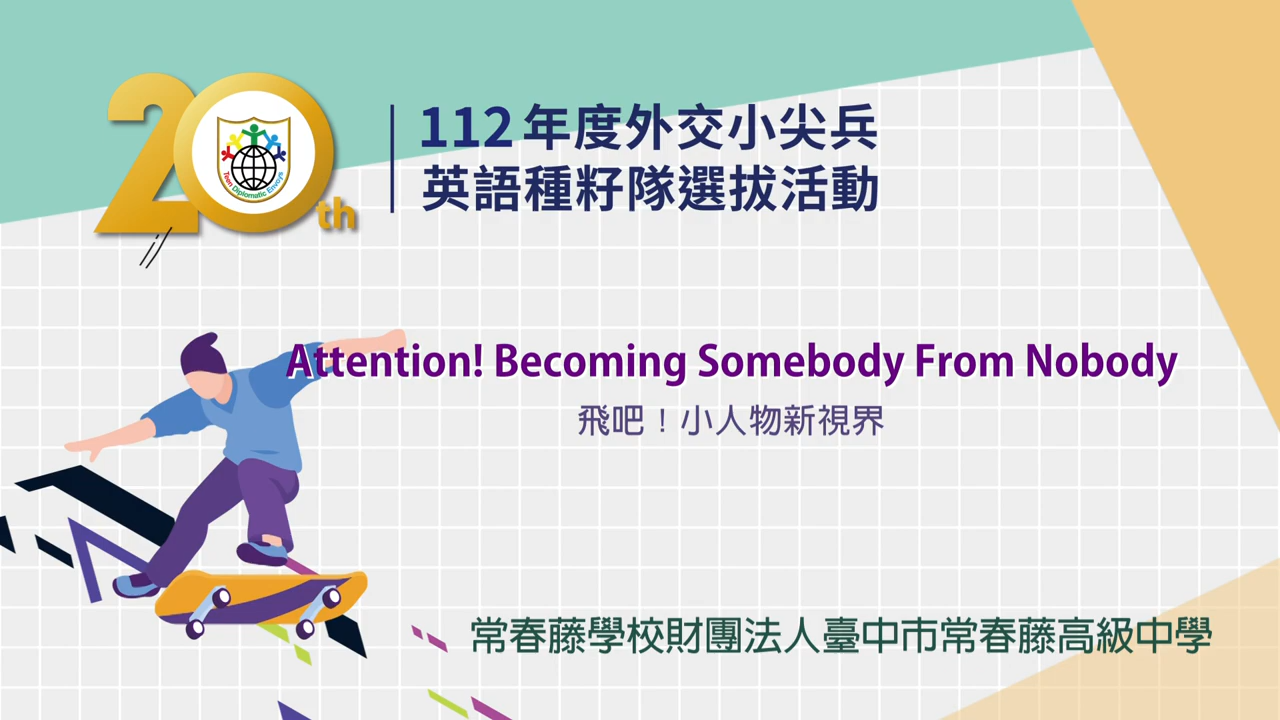 20th
Teen Diplomatic Envoys
112年度外交小尖兵
英語種籽隊選拔活動
Attention! Becoming Somebody From Nobody
飛吧！小人物新視界
常春藤學校財團法人臺中市常春藤高級中學